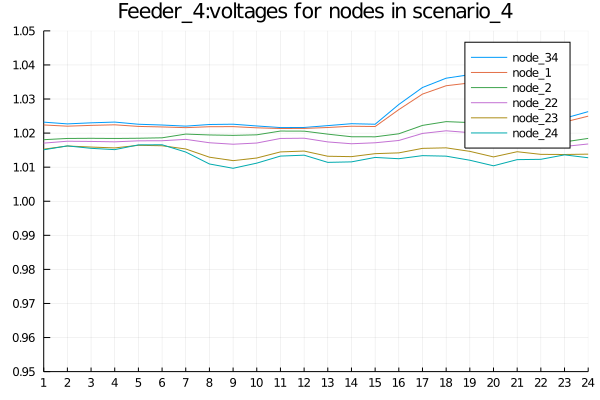 Feeder_4:voltages for nodes in scenario_4
1.05
1.04
1.03
1.02
1.01
1.00
0.99
0.98
0.97
0.96
0.95
node_34
node_1
node_2
node_22
node_23
node_24
1 2 3 4 5 6 7 8 9 10 11 12 13 14 15 16 17 18 19 20 21 22 23 24